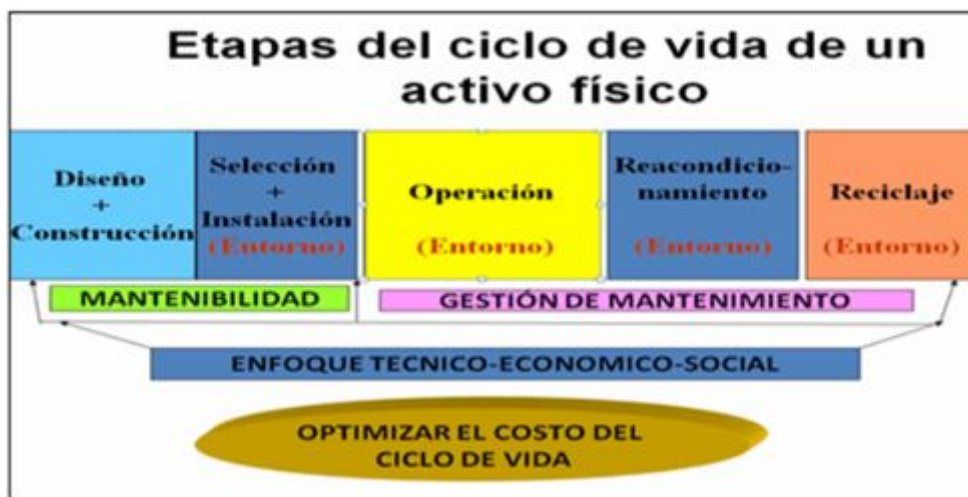 Etapas del ciclo de vida de un
activo físico
Diseño
+
Construcción
Selección
+
Instalación
(Entorno)
Operación
(Entorno)
Reacondicio-
namiento
(Entorno)
Reciclaje
(Entorno)
MANTENIBILIDAD
GESTIÓN DE MANTENIMIENTO
ENFOQUE TECNICO-ECONOMICO-SOCIAL
OPTIMIZAR EL COSTO DEL
CICLO DE VIDA